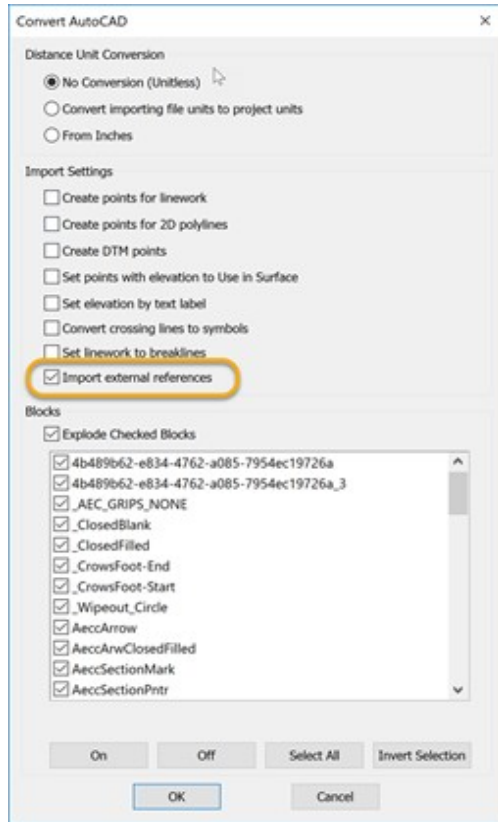 Convert AutoCAD
Distance Unit Conversion
No Conversion (Unitless)
Convert importing file units to project units
From Inches
Import Settings
Create points for linework
Create points for 2D polylines
Create DTM points
Set points with elevation to Use in Surface
Set elevation by text label
Convert crossing lines to symbols
Set linework to breaklines
Import external references
Blocks
Explode Checked Blocks
4b489b62-e834-4762-a085-7954ec19726a
4b489b62-e834-4762-a085-7954ec19726a_3
_AEC_GRIPS_NONE
_ClosedBlank
_ClosedFilled
_CrowsFoot-End
_CrowsFoot-Start
_Wipeout_Circle
AeccArrow
AeccArwClosedFilled
AeccSectionMark
AeccSectionPntr
On Off Select All Invert Selection
OK Cancel